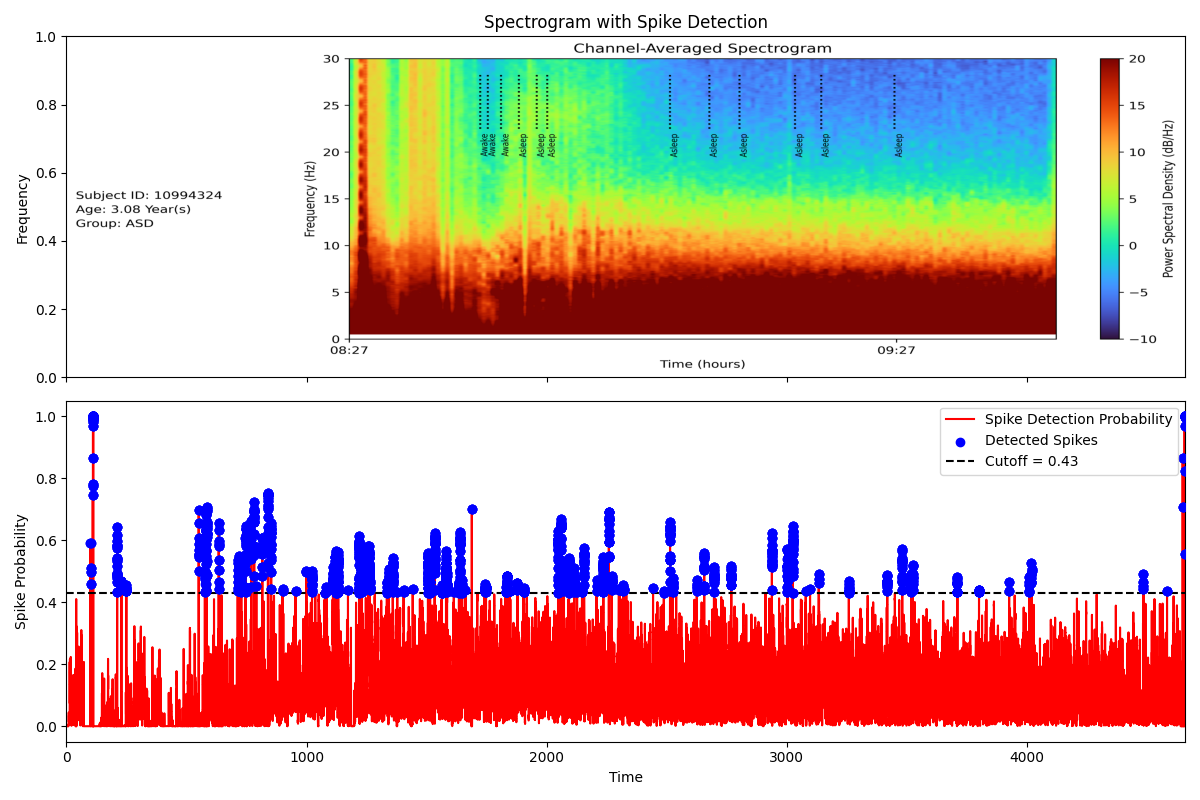 Spectrogram with Spike Detection
Channel-Averaged Spectrogram
1.0
0.8
0.6
0.4
0.2
0.0
Frequency
Subject ID: 10994324
Age: 3.08 Year(s)
Group: ASD
30
25
20
15
10
5
0
Frequency (Hz)
Awake
Awake
Awake
Asleep
Asleep
Asleep
Asleep
Asleep
Asleep
Asleep
Asleep
Asleep
08:27
09:27
Time (hours)
20
15
10
5
0
−5
−10
Power Spectral Density (dB/Hz)
1.0
0.8
0.6
0.4
0.2
0.0
Spike Probability
Spike Detection Probability
Detected Spikes
Cutoff = 0.43
0
1000
2000
3000
4000
Time